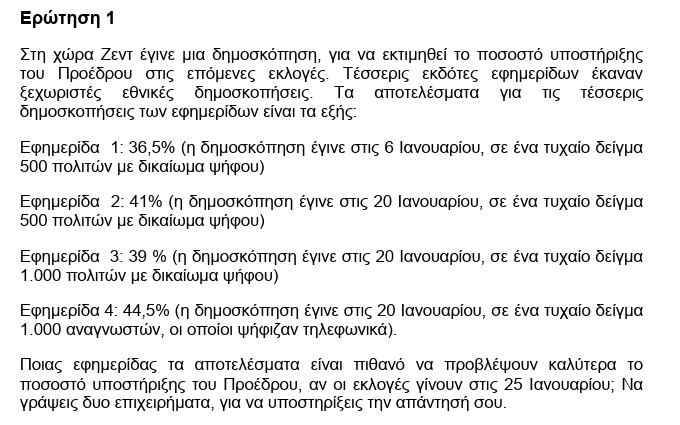 Ερώτηση 1
Στη χώρα Ζεντ έγινε μια δημοσκόπηση, για να εκτιμηθεί το ποσοστό υποστήριξης
του Προέδρου στις επόμενες εκλογές. Τέσσερις εκδότες εφημερίδων έκαναν
ξεχωριστές εθνικές δημοσκοπήσεις. Τα αποτελέσματα για τις τέσσερις
δημοσκοπήσεις των εφημερίδων είναι τα εξής:
Εφημερίδα 1: 36,5% (η δημοσκόπηση έγινε στις 6 Ιανουαρίου, σε ένα τυχαίο δείγμα
500 πολιτών με δικαίωμα ψήφου)
Εφημερίδα 2: 41% (η δημοσκόπηση έγινε στις 20 Ιανουαρίου, σε ένα τυχαίο δείγμα
500 πολιτών με δικαίωμα ψήφου)
Εφημερίδα 3: 39 % (η δημοσκόπηση έγινε στις 20 Ιανουαρίου, σε ένα τυχαίο δείγμα
1.000 πολιτών με δικαίωμα ψήφου)
Εφημερίδα 4: 44,5% (η δημοσκόπηση έγινε στις 20 Ιανουαρίου, σε ένα τυχαίο δείγμα
1.000 αναγνωστών, οι οποίοι ψήφιζαν τηλεφωνικά).
Ποιας εφημερίδας τα αποτελέσματα είναι πιθανό να προβλέψουν καλύτερα το
ποσοστό υποστήριξης του Προέδρου, αν οι εκλογές γίνουν στις 25 Ιανουαρίου; Να
γράψεις δυο επιχειρήματα, για να υποστηρίξεις την απάντησή σου.